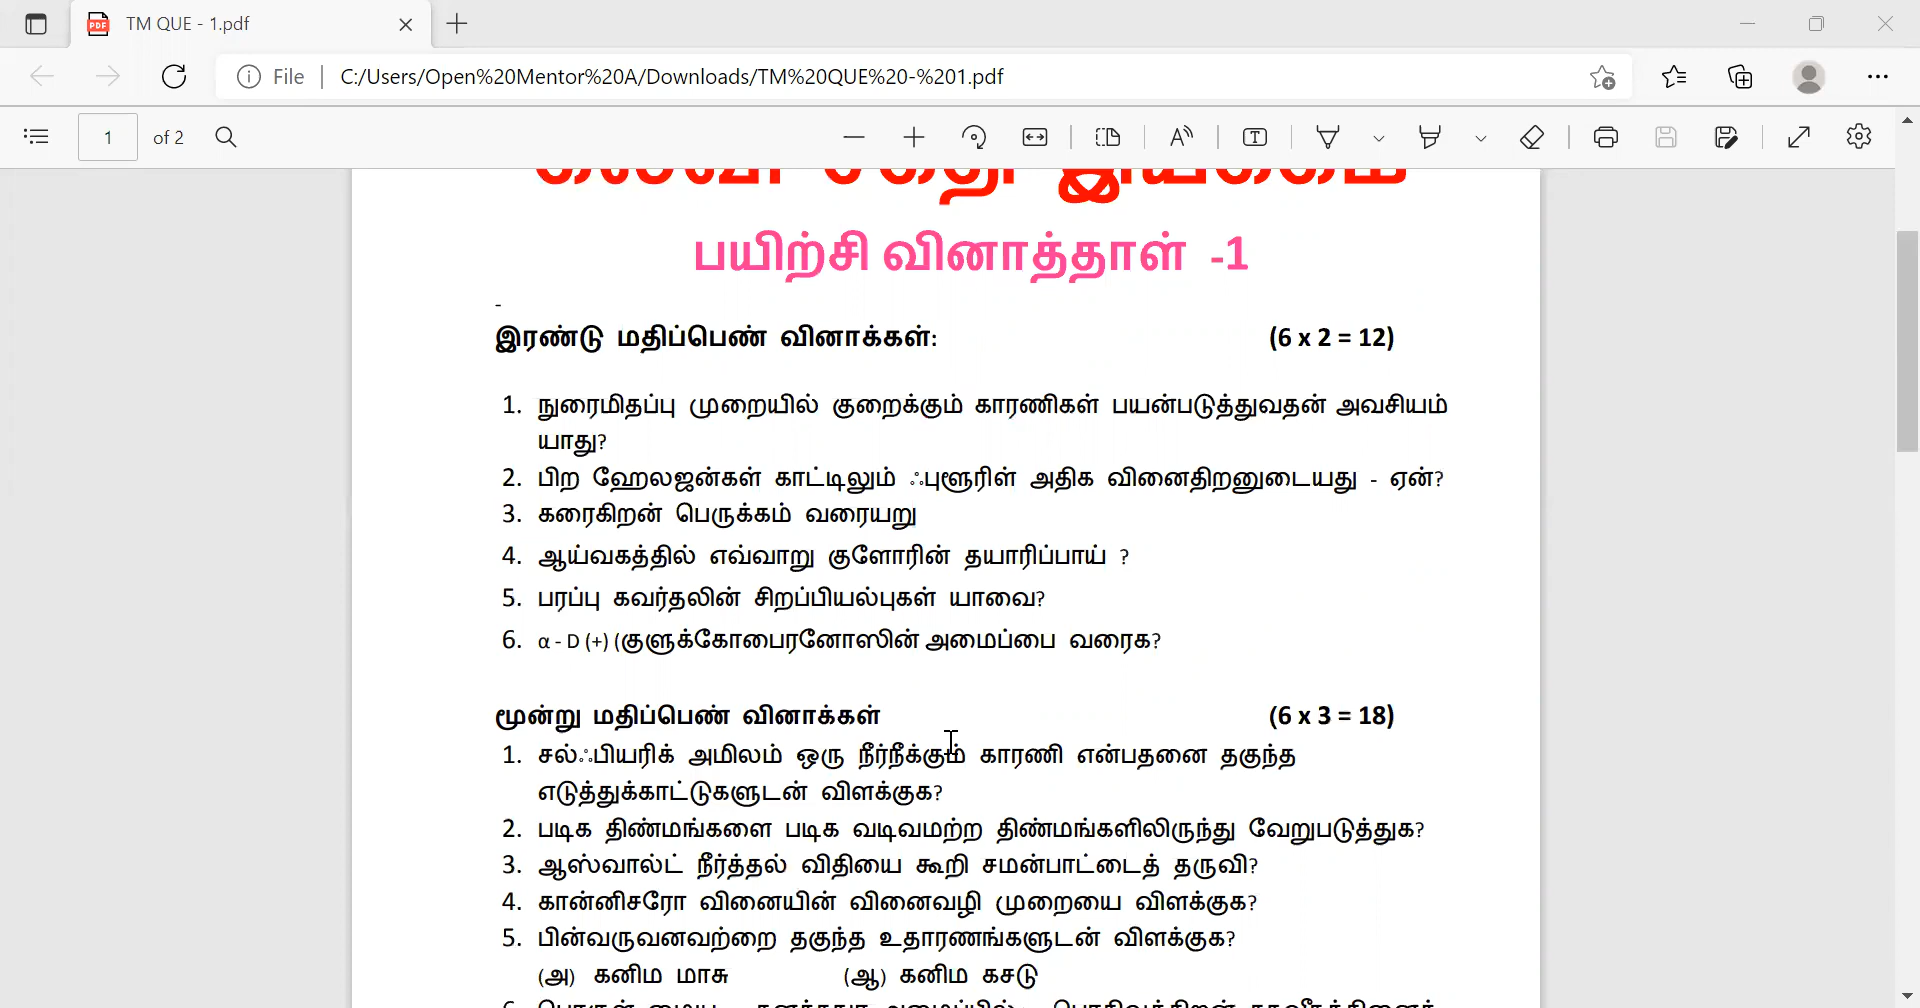 TM QUE - 1.pdf
File C:/Users/Open%20Mentor%20A/Downloads/TM%20QUE%20-%201.pdf
1 of 2
பயிற்சி வினாத்தாள் -1
-
இரண்டு மதிப்பெண் வினாக்கள்: (6 x 2 = 12)
1. நுரைமிதப்பு முறையில் குறைக்கும் காரணிகள் பயன்படுத்துவதன் அவசியம்
யாது?
2. பிற ஹேலஜன்கள் காட்டிலும் ஃபுளூரிள் அதிக வினைதிறனுடையது - ஏன்?
3. கரைகிறன் பெருக்கம் வரையறு
4. ஆய்வகத்தில் எவ்வாறு குளோரின் தயாரிப்பாய் ?
5. பரப்பு கவர்தலின் சிறப்பியல்புகள் யாவை?
6. α - D (+) (குளுக்கோபைரனோஸின் அமைப்பை வரைக?
மூன்று மதிப்பெண் வினாக்கள் (6 x 3 = 18)
1. சல்ஃபியரிக் அமிலம் ஒரு நீர்நீக்கும் காரணி என்பதனை தகுந்த
எடுத்துக்காட்டுகளுடன் விளக்குக?
2. படிக திண்மங்களை படிக வடிவமற்ற திண்மங்களிலிருந்து வேறுபடுத்துக?
3. ஆஸ்வால்ட் நீர்த்தல் விதியை கூறி சமன்பாட்டைத் தருவி?
4. கான்னிசரோ வினையின் வினைவழி முறையை விளக்குக?
5. பின்வருவனவற்றை தகுந்த உதாரணங்களுடன் விளக்குக?
(அ) கனிம மாசு (ஆ) கனிம கசடு